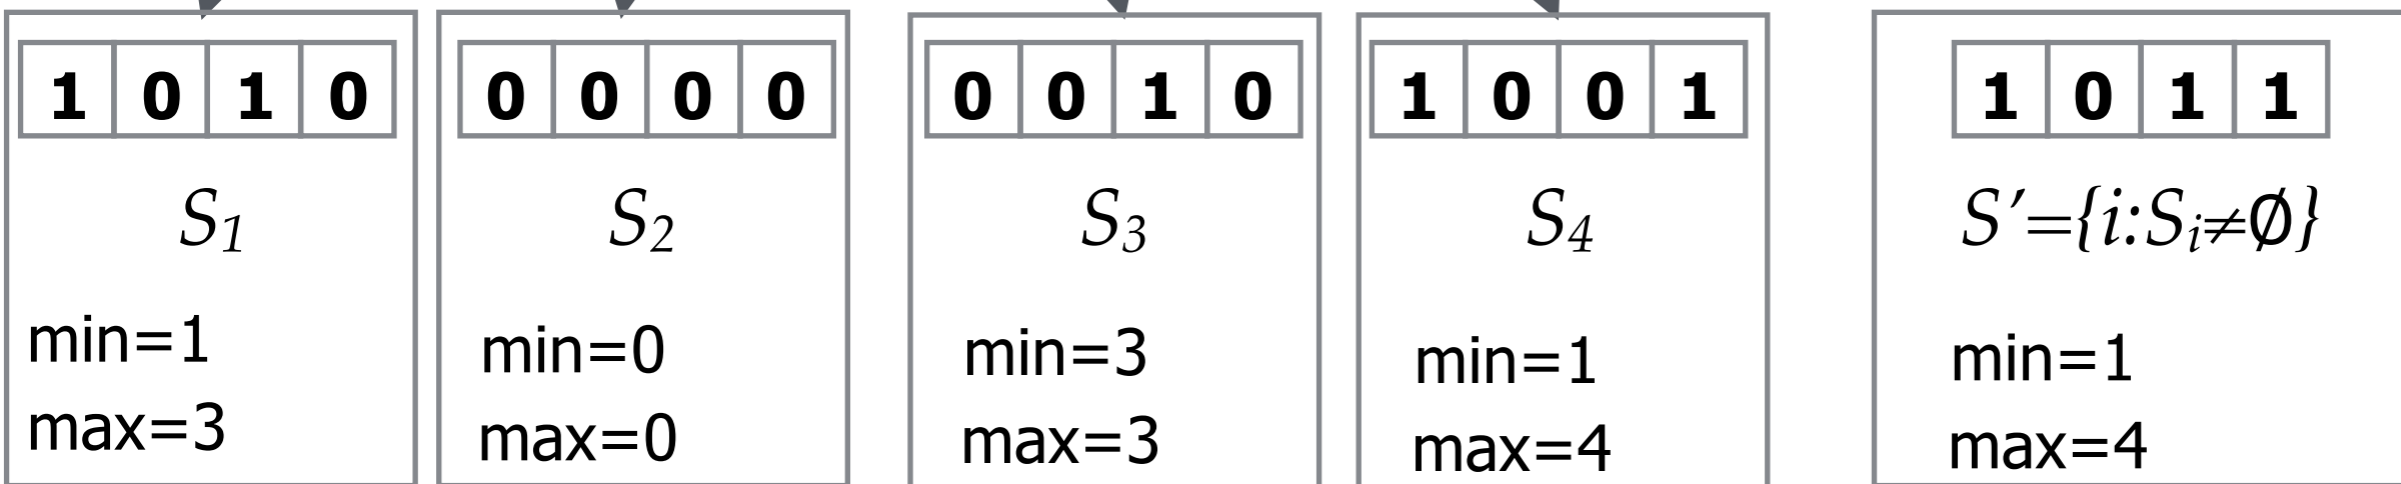 1 0 1 0
S₁
min=1
max=3
0 0 0 0
S₂
min=0
max=0
0 0 1 0
S₃
min=3
max=3
1 0 0 1
S₄
min=1
max=4
1 0 1 1
S′={i:Sᵢ≠∅}
min=1
max=4